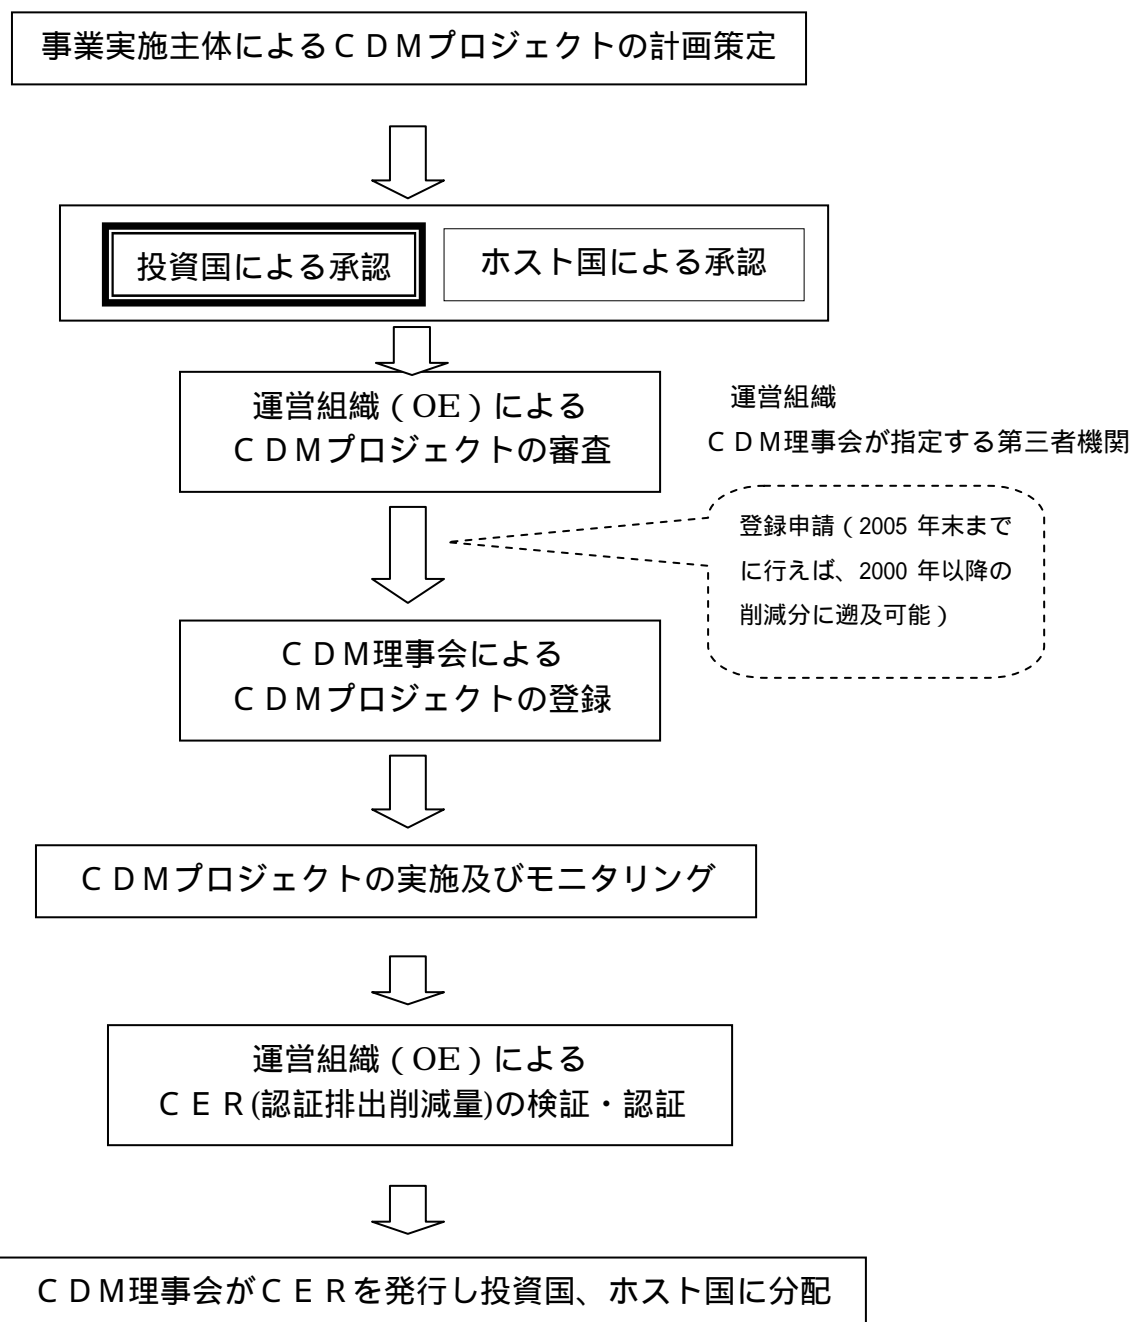 事業実施主体によるＣＤＭプロジェクトの計画策定
投資国による承認
ホスト国による承認
運営組織（OE）による
ＣＤＭプロジェクトの審査
運営組織
ＣＤＭ理事会が指定する第三者機関
登録申請（2005 年末まで
に行えば、2000 年以降の
削減分に遡及可能）
ＣＤＭ理事会による
ＣＤＭプロジェクトの登録
ＣＤＭプロジェクトの実施及びモニタリング
運営組織（OE）による
ＣＥＲ(認証排出削減量)の検証・認証
ＣＤＭ理事会がＣＥＲを発行し投資国、ホスト国に分配